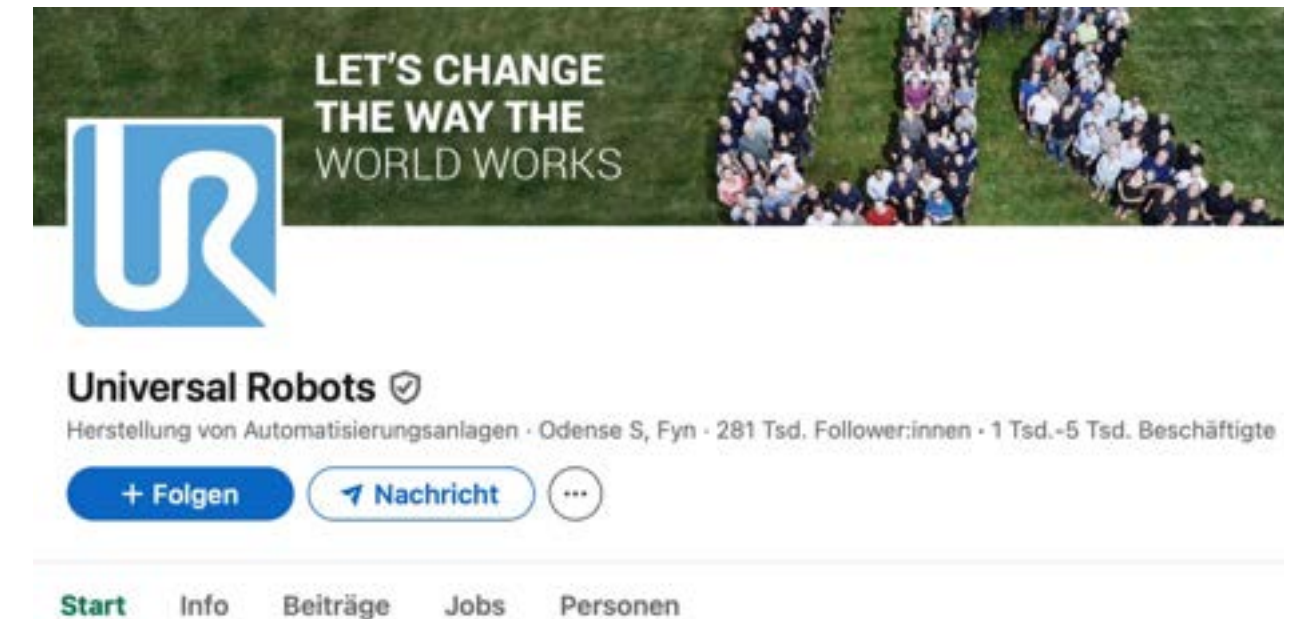 LET'S CHANGE
THE WAY THE
WORLD WORKS
UR
Universal Robots
Herstellung von Automatisierungsanlagen · Odense S, Fyn · 281 Tsd. Follower:innen · 1 Tsd.-5 Tsd. Beschäftigte
+ Folgen
Nachricht
Start Info Beiträge Jobs Personen